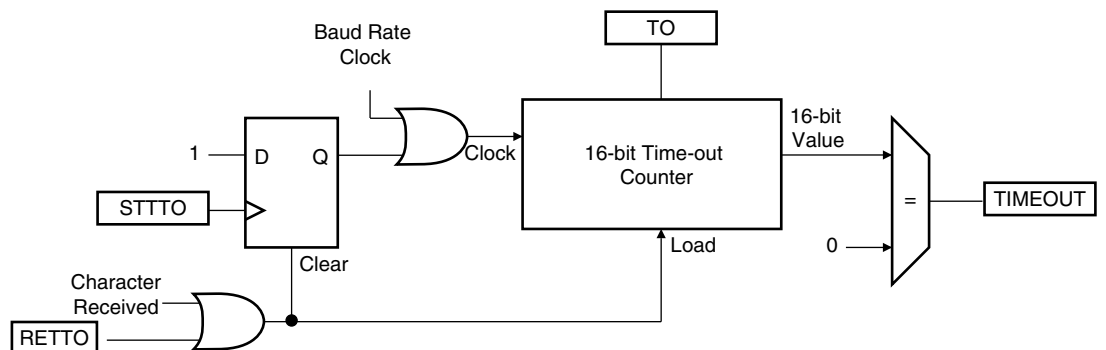 TO
Baud Rate
Clock
16-bit
Value
1
D
Q
Clock
16-bit Time-out
Counter
STTTO
=
TIMEOUT
Clear
Load
0
Character
Received
RETTO